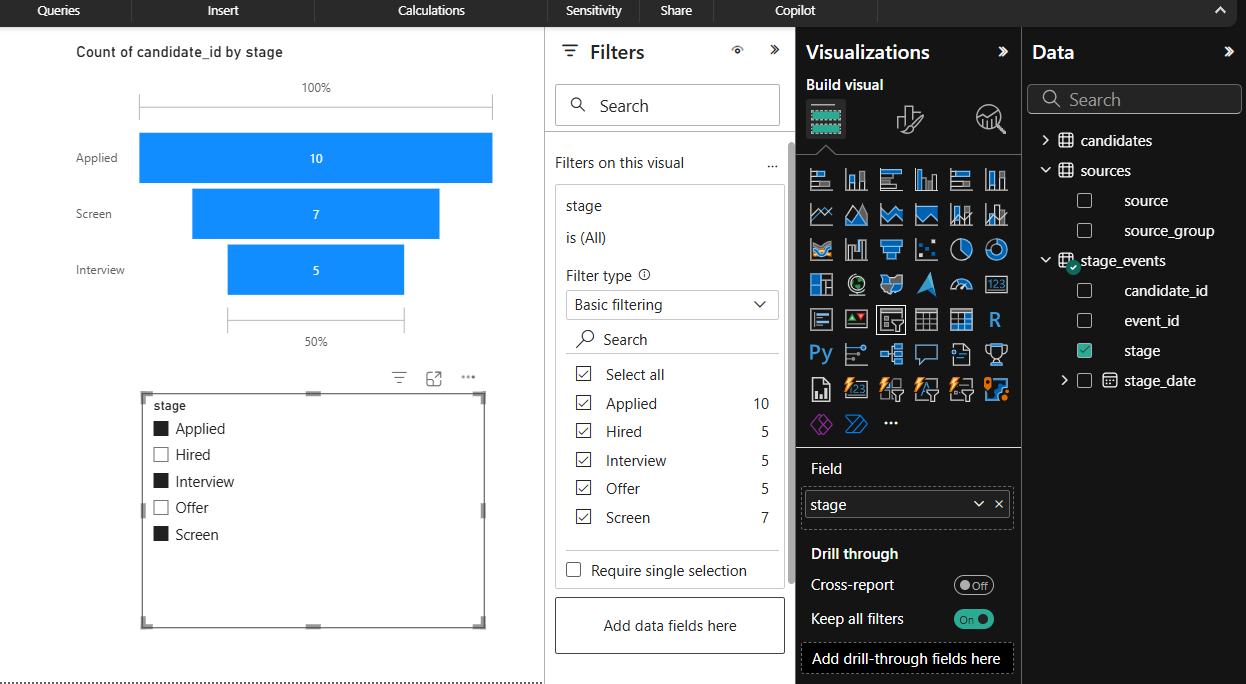 Queries
Insert
Calculations
Sensitivity
Share
Copilot
Count of candidate_id by stage
100%
Applied 10
Screen 7
Interview 5
50%
stage
Applied
Hired
Interview
Offer
Screen
Filters
Search
Filters on this visual
...
stage
is (All)
Filter type
Basic filtering
Search
Select all
Applied 10
Hired 5
Interview 5
Offer 5
Screen 7
Require single selection
Add data fields here
Visualizations
Build visual
123
R
Py
123
...
Field
stage
Drill through
Cross-report Off
Keep all filters On
Add drill-through fields here
Data
Search
candidates
sources
source
source_group
stage_events
candidate_id
event_id
stage
stage_date